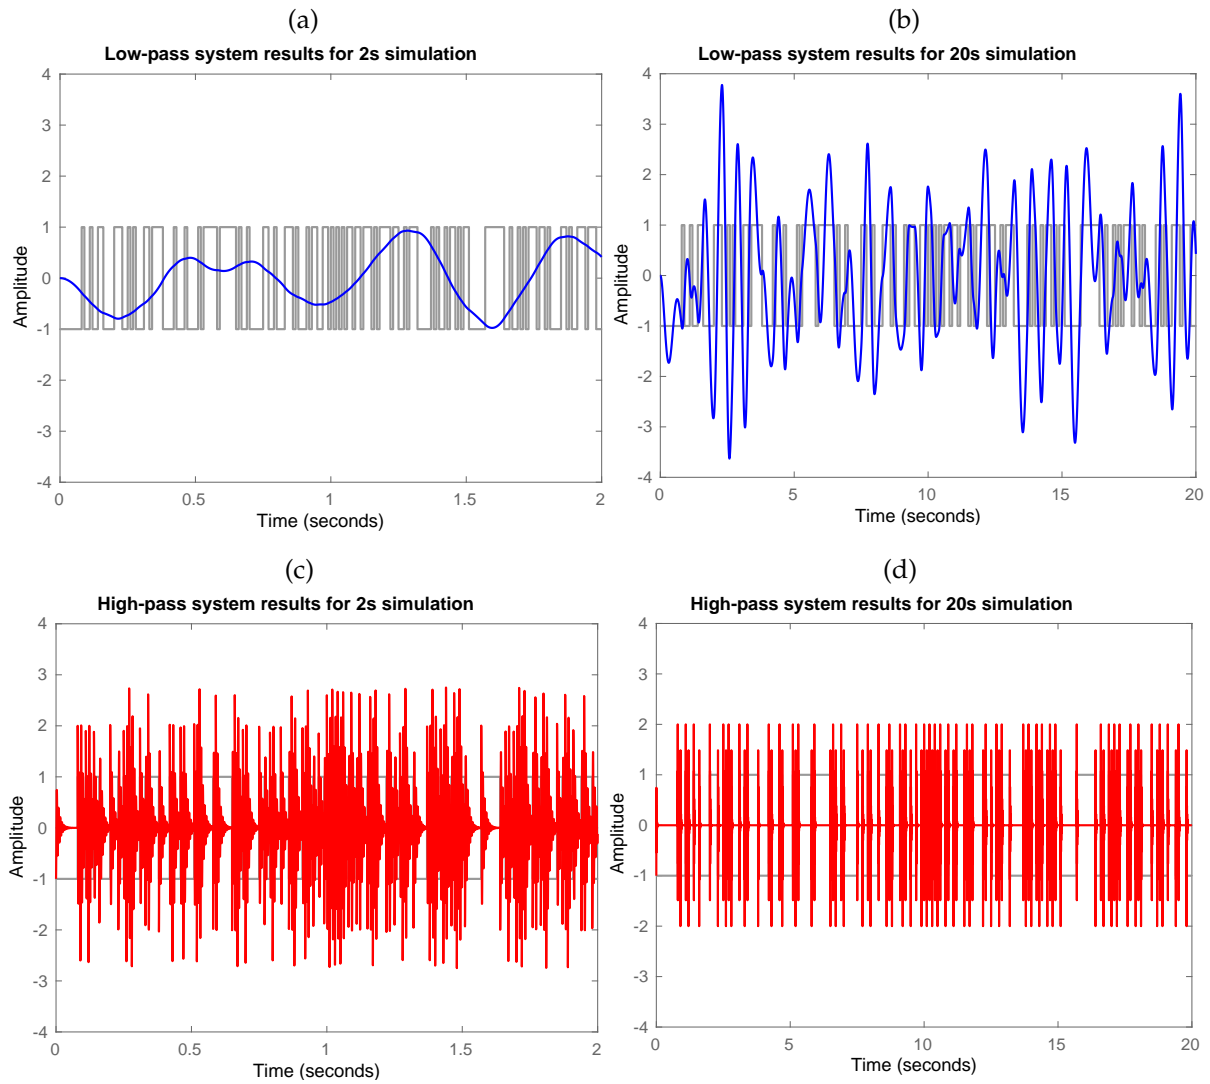 (a)
Low-pass system results for 2s simulation
4
3
2
1
0
-1
-2
-3
-4
Amplitude
0 0.5 1 1.5 2
Time (seconds)
(b)
Low-pass system results for 20s simulation
4
3
2
1
0
-1
-2
-3
-4
Amplitude
0 5 10 15 20
Time (seconds)
(c)
High-pass system results for 2s simulation
4
3
2
1
0
-1
-2
-3
-4
Amplitude
0 0.5 1 1.5 2
Time (seconds)
(d)
High-pass system results for 20s simulation
4
3
2
1
0
-1
-2
-3
-4
Amplitude
0 5 10 15 20
Time (seconds)